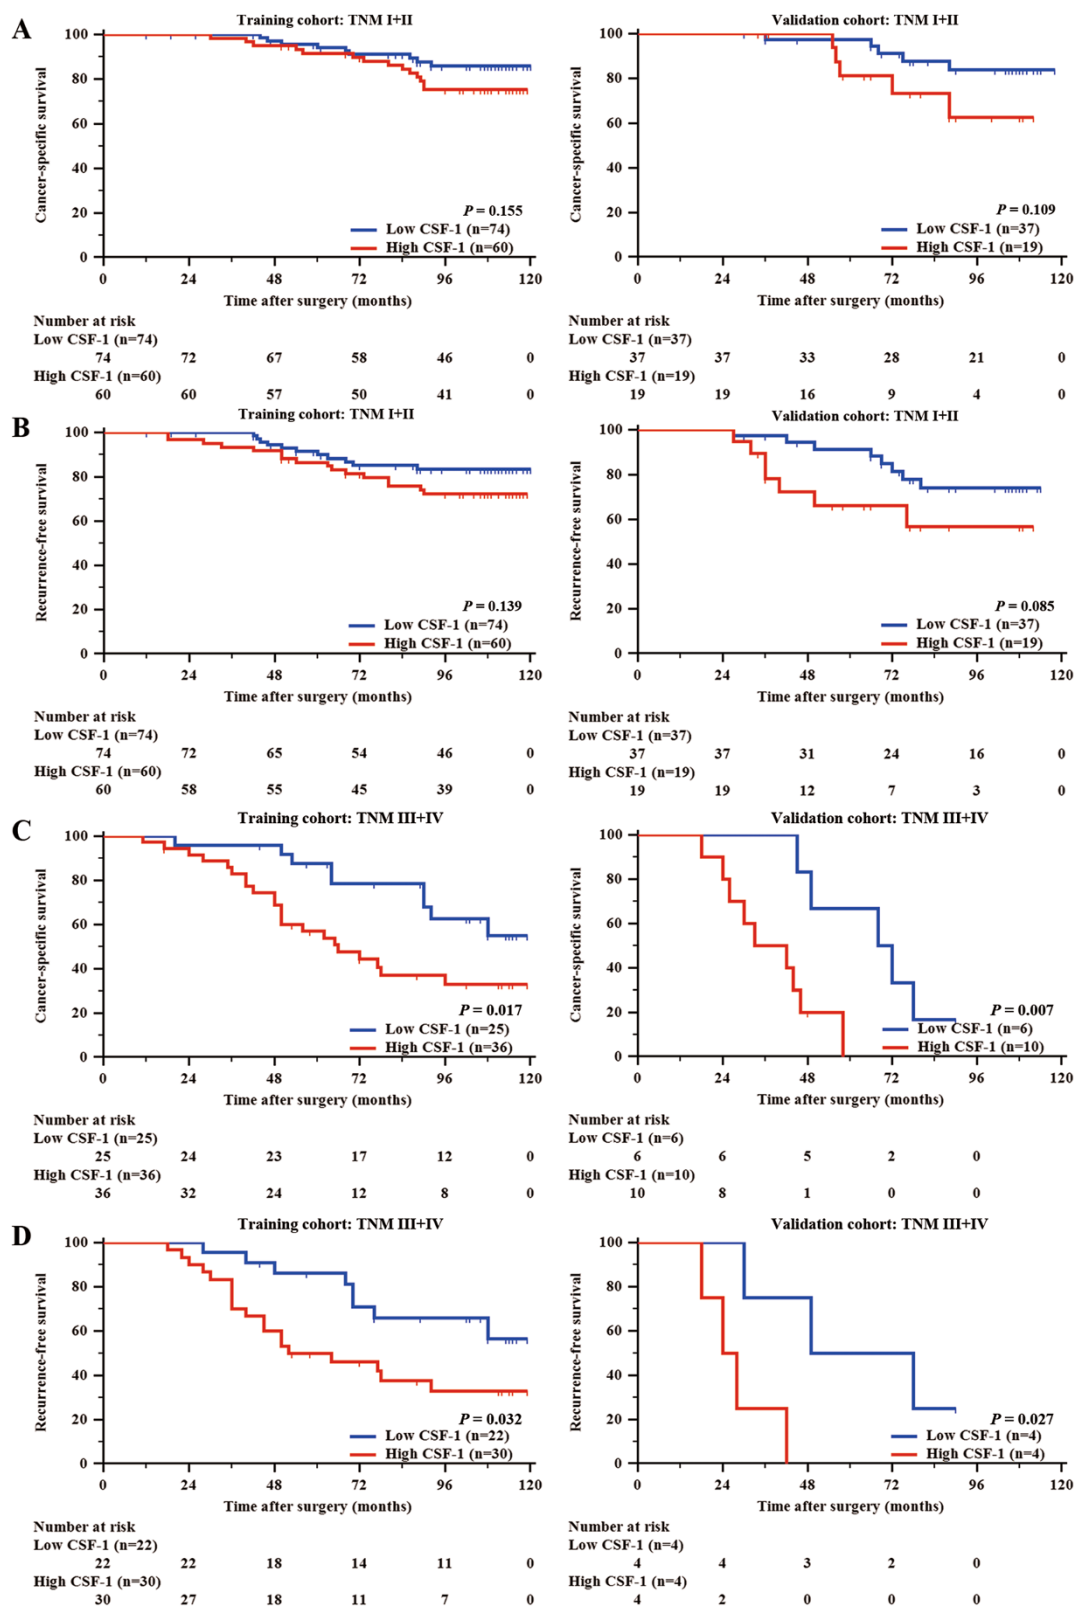 A
Training cohort: TNM I+II
Cancer-specific survival
100
80
60
40
20
0
P = 0.155
Low CSF-1 (n=74)
High CSF-1 (n=60)
0 24 48 72 96 120
Time after surgery (months)
Number at risk
Low CSF-1 (n=74)
74 72 67 58 46 0
High CSF-1 (n=60)
60 60 57 50 41 0
Validation cohort: TNM I+II
Cancer-specific survival
100
80
60
40
20
0
P = 0.109
Low CSF-1 (n=37)
High CSF-1 (n=19)
0 24 48 72 96 120
Time after surgery (months)
Number at risk
Low CSF-1 (n=37)
37 37 33 28 21 0
High CSF-1 (n=19)
19 19 16 9 4 0
B
Training cohort: TNM I+II
Recurrence-free survival
100
80
60
40
20
0
P = 0.139
Low CSF-1 (n=74)
High CSF-1 (n=60)
0 24 48 72 96 120
Time after surgery (months)
Number at risk
Low CSF-1 (n=74)
74 72 65 54 46 0
High CSF-1 (n=60)
60 58 55 45 39 0
Validation cohort: TNM I+II
Recurrence-free survival
100
80
60
40
20
0
P = 0.085
Low CSF-1 (n=37)
High CSF-1 (n=19)
0 24 48 72 96 120
Time after surgery (months)
Number at risk
Low CSF-1 (n=37)
37 37 31 24 16 0
High CSF-1 (n=19)
19 19 12 7 3 0
C
Training cohort: TNM III+IV
Cancer-specific survival
100
80
60
40
20
0
P = 0.017
Low CSF-1 (n=25)
High CSF-1 (n=36)
0 24 48 72 96 120
Time after surgery (months)
Number at risk
Low CSF-1 (n=25)
25 24 23 17 12 0
High CSF-1 (n=36)
36 32 24 12 8 0
Validation cohort: TNM III+IV
Cancer-specific survival
100
80
60
40
20
0
P = 0.007
Low CSF-1 (n=6)
High CSF-1 (n=10)
0 24 48 72 96 120
Time after surgery (months)
Number at risk
Low CSF-1 (n=6)
6 6 5 2 0
High CSF-1 (n=10)
10 8 1 0 0
D
Training cohort: TNM III+IV
Recurrence-free survival
100
80
60
40
20
0
P = 0.032
Low CSF-1 (n=22)
High CSF-1 (n=30)
0 24 48 72 96 120
Time after surgery (months)
Number at risk
Low CSF-1 (n=22)
22 22 18 14 11 0
High CSF-1 (n=30)
30 27 18 11 7 0
Validation cohort: TNM III+IV
Recurrence-free survival
100
80
60
40
20
0
P = 0.027
Low CSF-1 (n=4)
High CSF-1 (n=4)
0 24 48 72 96 120
Time after surgery (months)
Number at risk
Low CSF-1 (n=4)
4 4 3 2 0
High CSF-1 (n=4)
4 2 0 0 0